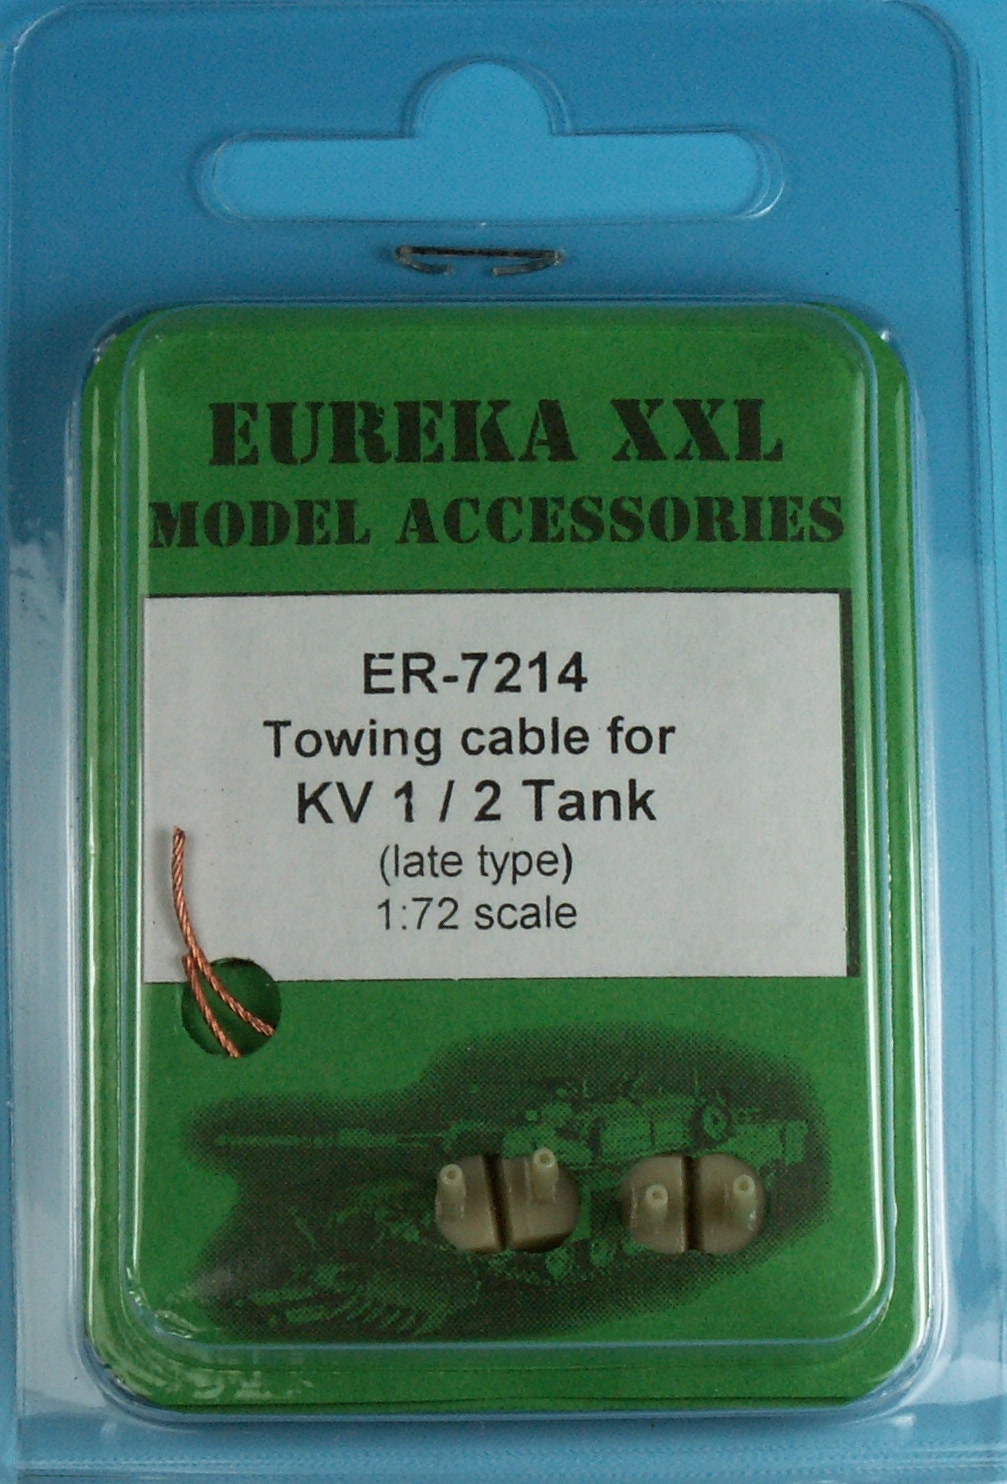 EUREKA XXL
MODEL ACCESSORIES
ER-7214
Towing cable for
KV 1 / 2 Tank
(late type)
1:72 scale